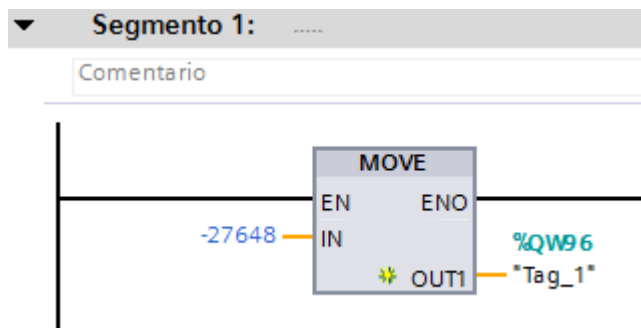 Segmento 1: .....
Comentario
MOVE
EN ENO
-27648 IN
%QW96
OUT1 "Tag_1"